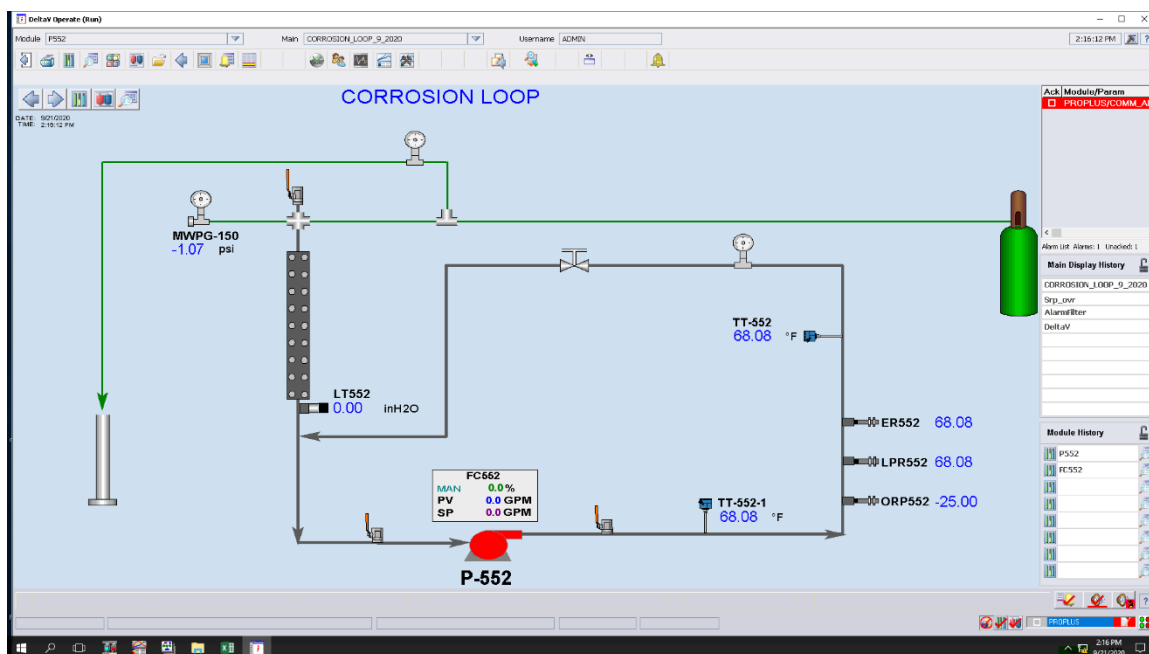 DeltaV Operate (Run)
Module P552 Main CORROSION_LOOP_9_2020 Username ADMIN 2:16:12 PM
CORROSION LOOP
DATE: 9/21/2020
TIME: 2:16:12 PM
Ack Module/Param
PROPLUS/COMM_AL
MWPG-150
-1.07 psi
Alarm List Alarms: 1 Unacked: 1
Main Display History
CORROSION_LOOP_9_2020
Srp_ovr
AlarmFilter
DeltaV
TT-552
68.08 °F
LT552
0.00 inH2O
ER552 68.08
LPR552 68.08
ORP552 -25.00
Module History
P552
FC552
FC552
MAN 0.0 %
PV 0.0 GPM
SP 0.0 GPM
TT-552-1
68.08 °F
P-552
PROPLUS
2:16 PM
9/21/2020